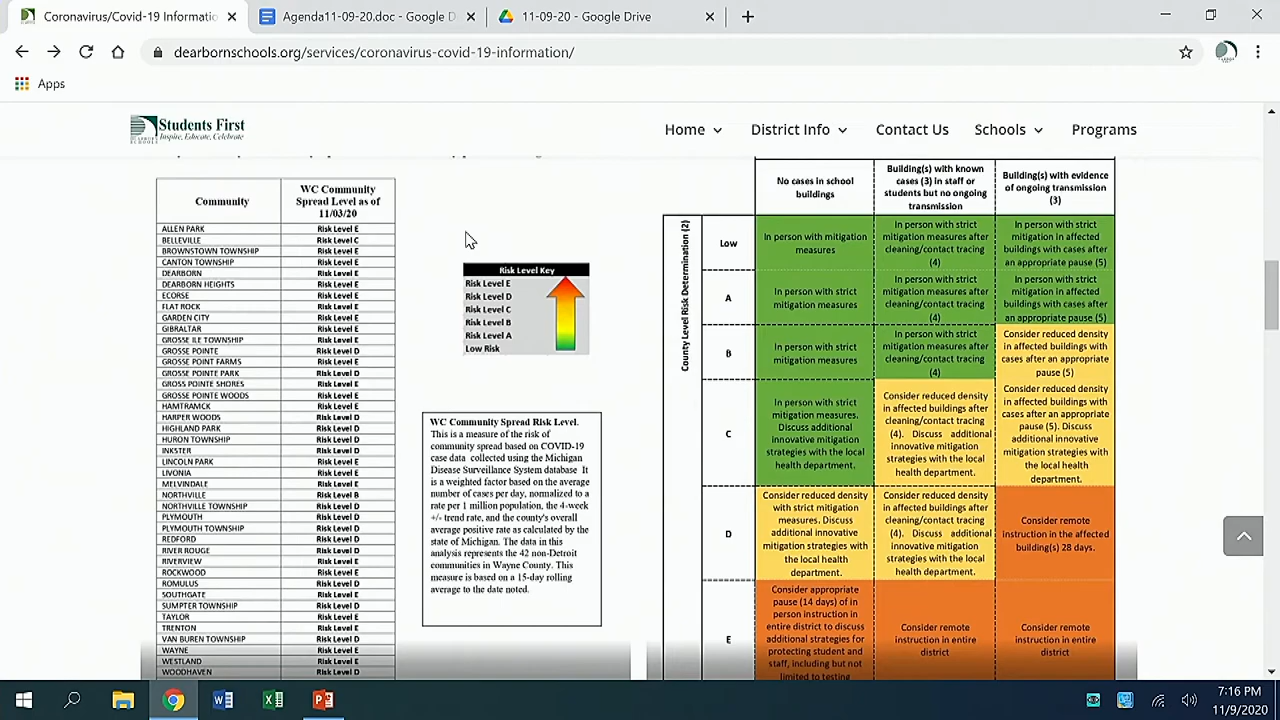 Coronavirus/Covid-19 Informatio
Agenda11-09-20.doc - Google D
11-09-20 - Google Drive
dearbornschools.org/services/coronavirus-covid-19-information/
Apps
Students First
Inspire, Educate, Celebrate
Home
District Info
Contact Us
Schools
Programs
Community
WC Community
Spread Level as of
11/03/20
ALLEN PARK Risk Level E
BELLEVILLE Risk Level C
BROWNSTOWN TOWNSHIP Risk Level E
CANTON TOWNSHIP Risk Level E
DEARBORN Risk Level E
DEARBORN HEIGHTS Risk Level E
ECORSE Risk Level E
FLAT ROCK Risk Level E
GARDEN CITY Risk Level E
GIBRALTAR Risk Level E
GROSSE ILE TOWNSHIP Risk Level E
GROSSE POINTE Risk Level D
GROSSE POINT FARMS Risk Level E
GROSSE POINTE PARK Risk Level D
GROSS POINTE SHORES Risk Level E
GROSSE POINTE WOODS Risk Level E
HAMTRAMCK Risk Level E
HARPER WOODS Risk Level D
HIGHLAND PARK Risk Level D
HURON TOWNSHIP Risk Level D
INKSTER Risk Level D
LINCOLN PARK Risk Level E
LIVONIA Risk Level E
MELVINDALE Risk Level E
NORTHVILLE Risk Level B
NORTHVILLE TOWNSHIP Risk Level D
PLYMOUTH Risk Level D
PLYMOUTH TOWNSHIP Risk Level D
REDFORD Risk Level D
RIVER ROUGE Risk Level D
RIVERVIEW Risk Level E
ROCKWOOD Risk Level E
ROMULUS Risk Level D
SOUTHGATE Risk Level E
SUMPTER TOWNSHIP Risk Level D
TAYLOR Risk Level E
TRENTON Risk Level E
VAN BUREN TOWNSHIP Risk Level D
WAYNE Risk Level E
WESTLAND Risk Level E
WOODHAVEN Risk Level D
Risk Level Key
Risk Level E
Risk Level D
Risk Level C
Risk Level B
Risk Level A
Low Risk
WC Community Spread Risk Level.
This is a measure of the risk of
community spread based on COVID-19
case data collected using the Michigan
Disease Surveillance System database It
is a weighted factor based on the average
number of cases per day, normalized to a
rate per 1 million population, the 4-week
+/- trend rate, and the county's overall
average positive rate as calculated by the
state of Michigan. The data in this
analysis represents the 42 non-Detroit
communities in Wayne County. This
measure is based on a 15-day rolling
average to the date noted.
No cases in school
buildings
Building(s) with known
cases (3) in staff or
students but no ongoing
transmission
Building(s) with evidence
of ongoing transmission
(3)
County Level Risk Determination (2)
Low
In person with mitigation
measures
In person with strict
mitigation measures after
cleaning/contact tracing
(4)
In person with strict
mitigation in affected
buildings with cases after
an appropriate pause (5)
A
In person with strict
mitigation measures
In person with strict
mitigation measures after
cleaning/contact tracing
(4)
In person with strict
mitigation in affected
buildings with cases after
an appropriate pause (5)
B
In person with strict
mitigation measures
In person with strict
mitigation measures after
cleaning/contact tracing
(4)
Consider reduced density
in affected buildings with
cases after an appropriate
pause (5)
C
In person with strict
mitigation measures.
Discuss additional
innovative mitigation
strategies with the local
health department.
Consider reduced density
in affected buildings after
cleaning/contact tracing
(4). Discuss additional
innovative mitigation
strategies with the local
health department.
Consider reduced density
in affected buildings with
cases after an appropriate
pause (5). Discuss
additional innovative
mitigation strategies with
the local health
department.
D
Consider reduced density
with strict mitigation
measures. Discuss
additional innovative
mitigation strategies with
the local health
department.
Consider reduced density
in affected buildings after
cleaning/contact tracing
(4). Discuss additional
innovative mitigation
strategies with the local
health department.
Consider remote
instruction in the affected
building(s) 28 days.
E
Consider appropriate
pause (14 days) of in
person instruction in
entire district to discuss
additional strategies for
protecting student and
staff, including but not
limited to testing
Consider remote
instruction in entire
district
Consider remote
instruction in entire
district
7:16 PM
11/9/2020